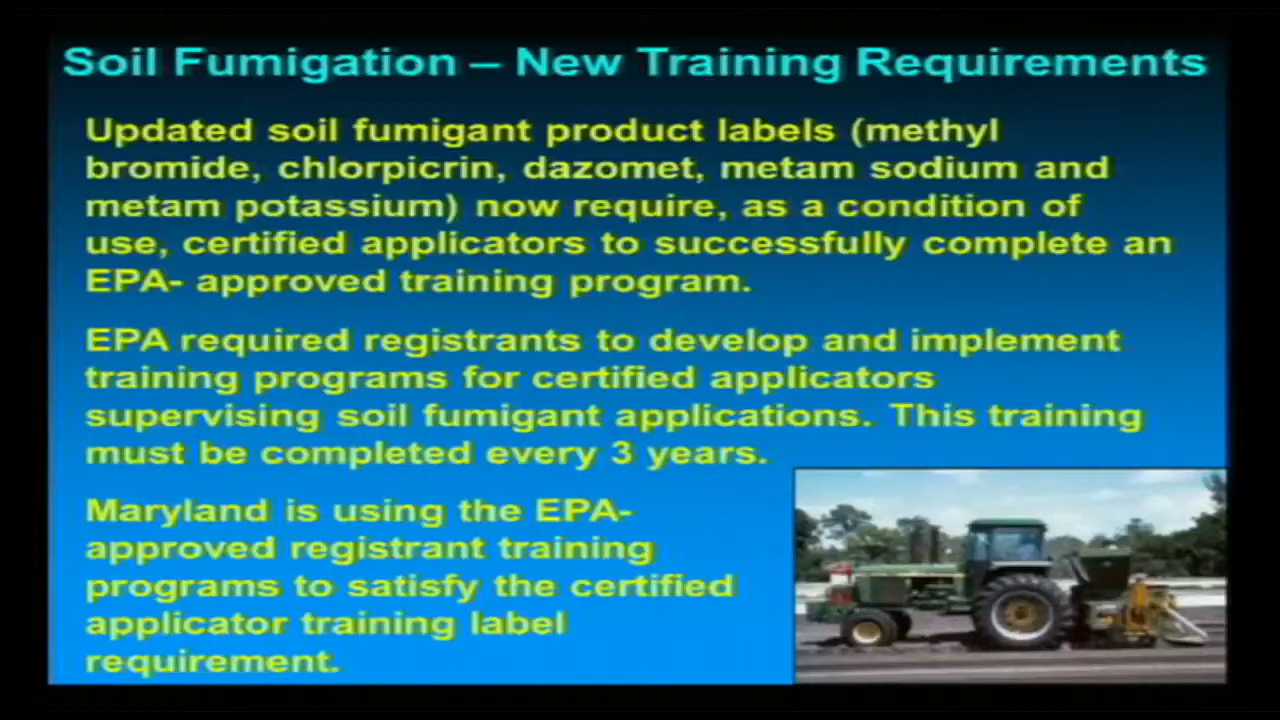 Soil Fumigation – New Training Requirements
Updated soil fumigant product labels (methyl
bromide, chlorpicrin, dazomet, metam sodium and
metam potassium) now require, as a condition of
use, certified applicators to successfully complete an
EPA- approved training program.
EPA required registrants to develop and implement
training programs for certified applicators
supervising soil fumigant applications. This training
must be completed every 3 years.
Maryland is using the EPA-
approved registrant training
programs to satisfy the certified
applicator training label
requirement.